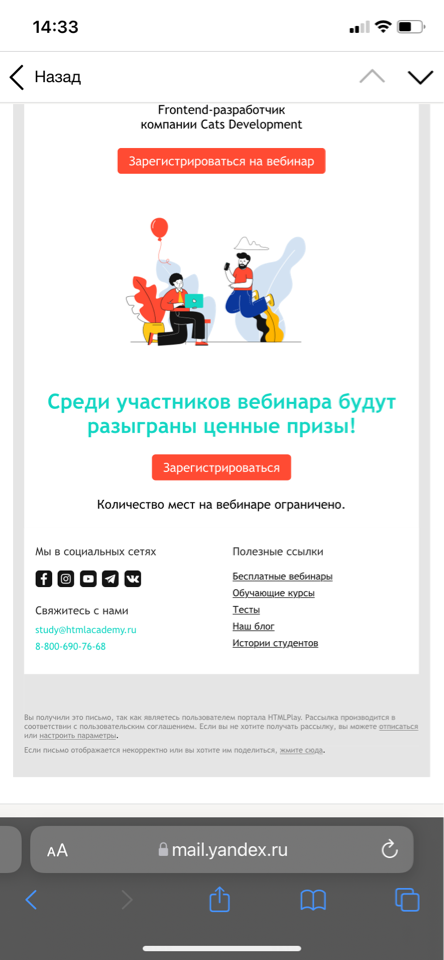 14:33
Назад
Frontend-разработчик
компании Cats Development
Зарегистрироваться на вебинар
Среди участников вебинара будут
разыграны ценные призы!
Зарегистрироваться
Количество мест на вебинаре ограничено.
Мы в социальных сетях
Свяжитесь с нами
study@htmlacademy.ru
8-800-690-76-68
Полезные ссылки
Бесплатные вебинары
Обучающие курсы
Тесты
Наш блог
Истории студентов
Вы получили это письмо, так как являетесь пользователем портала HTMLPlay. Рассылка производится в
соответствии с пользовательским соглашением. Если вы не хотите получать рассылку, вы можете отписаться
или настроить параметры.
Если письмо отображается некорректно или вы хотите им поделиться, жмите сюда.
AA mail.yandex.ru